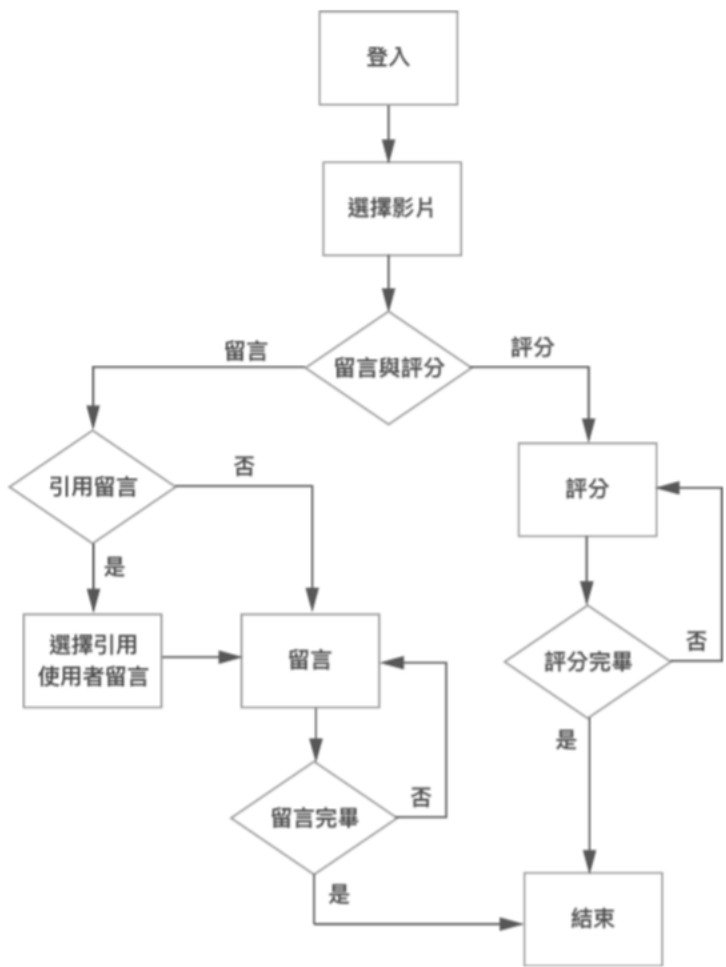 登入
選擇影片
留言
留言與評分
評分
引用留言
否
評分
是
選擇引用
使用者留言
留言
否
評分完畢
是
否
留言完畢
是
結束